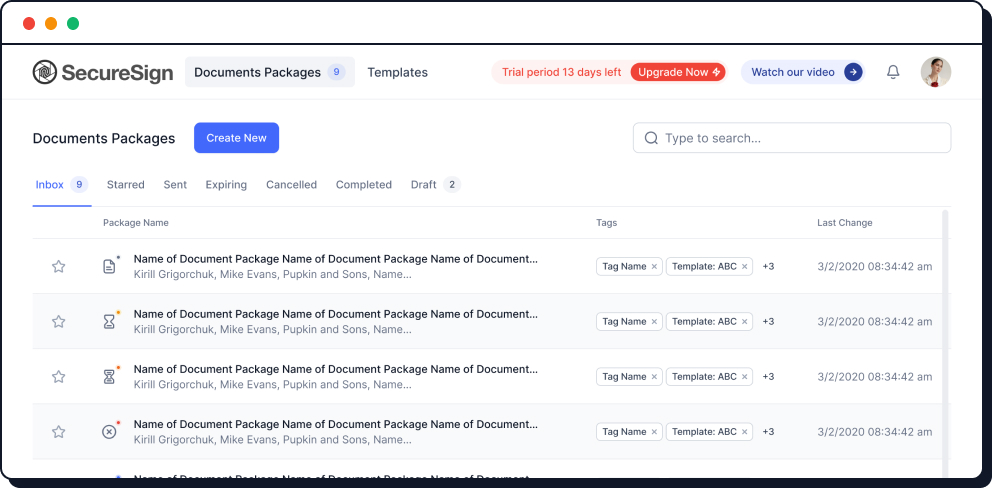 SecureSign Documents Packages 9 Templates Trial period 13 days left Upgrade Now Watch our video
Documents Packages Create New Type to search...
Inbox 9 Starred Sent Expiring Cancelled Completed Draft 2
Package Name Tags Last Change
Name of Document Package Name of Document Package Name of Document...
Kirill Grigorchuk, Mike Evans, Pupkin and Sons, Name...
Tag Name × Template: ABC × +3 3/2/2020 08:34:42 am
Name of Document Package Name of Document Package Name of Document...
Kirill Grigorchuk, Mike Evans, Pupkin and Sons, Name...
Tag Name × Template: ABC × +3 3/2/2020 08:34:42 am
Name of Document Package Name of Document Package Name of Document...
Kirill Grigorchuk, Mike Evans, Pupkin and Sons, Name...
Tag Name × Template: ABC × +3 3/2/2020 08:34:42 am
Name of Document Package Name of Document Package Name of Document...
Kirill Grigorchuk, Mike Evans, Pupkin and Sons, Name...
Tag Name × Template: ABC × +3 3/2/2020 08:34:42 am